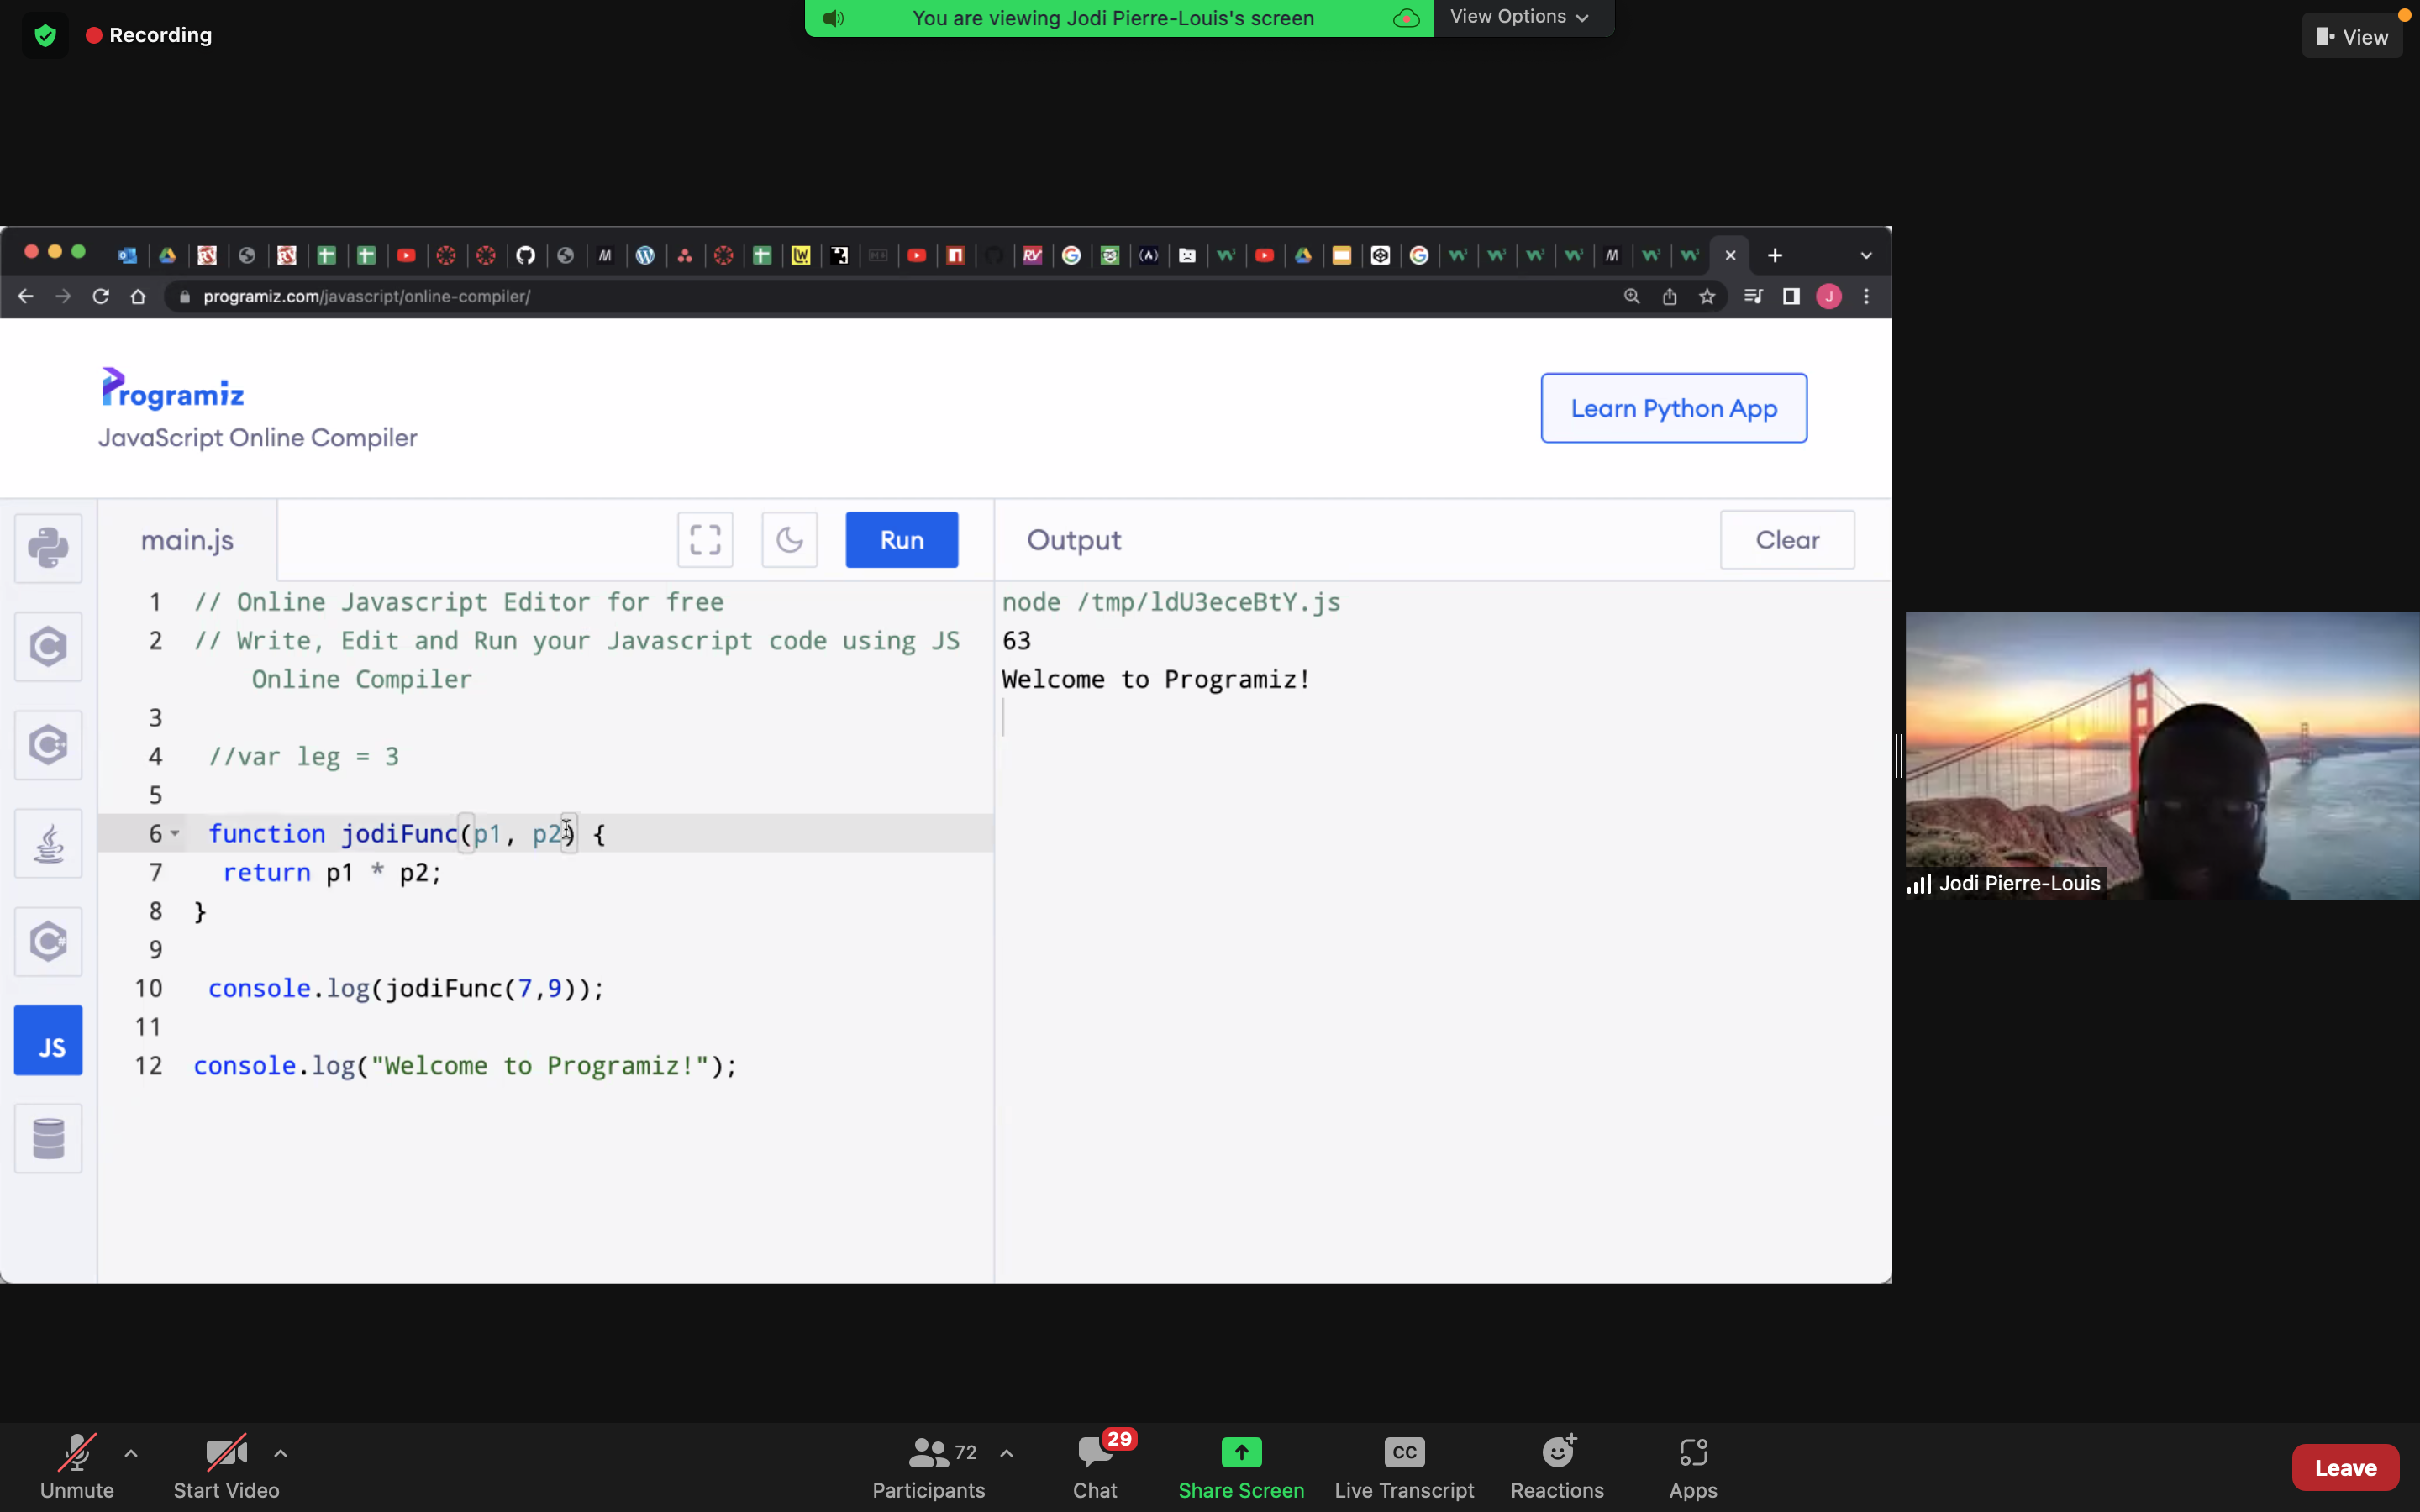 Recording
You are viewing Jodi Pierre-Louis's screen
View Options
View
programiz.com/javascript/online-compiler/
J
Programiz
JavaScript Online Compiler
Learn Python App
main.js
Run
Output
Clear
1 // Online Javascript Editor for free
2 // Write, Edit and Run your Javascript code using JS
Online Compiler
3
4 //var leg = 3
5
6 function jodiFunc(p1, p2) {
7 return p1 * p2;
8 }
9
10 console.log(jodiFunc(7,9));
11
12 console.log("Welcome to Programiz!");
JS
node /tmp/ldU3eceBtY.js
63
Welcome to Programiz!
Jodi Pierre-Louis
Unmute
Start Video
72
Participants
29
Chat
Share Screen
CC
Live Transcript
Reactions
Apps
Leave